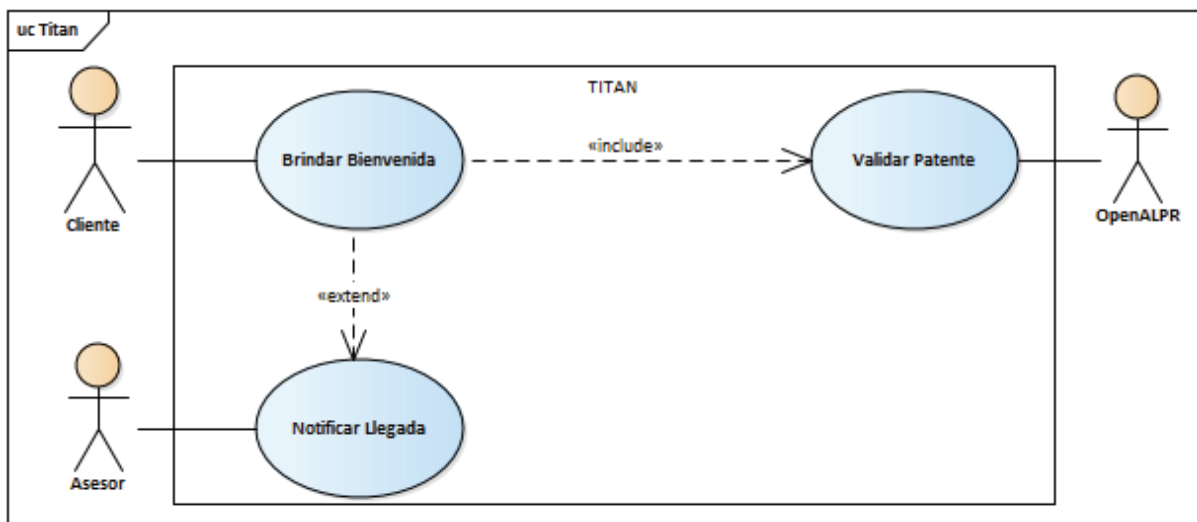 uc Titan
TITAN
Brindar Bienvenida
«include»
Validar Patente
Cliente
OpenALPR
«extend»
Notificar Llegada
Asesor